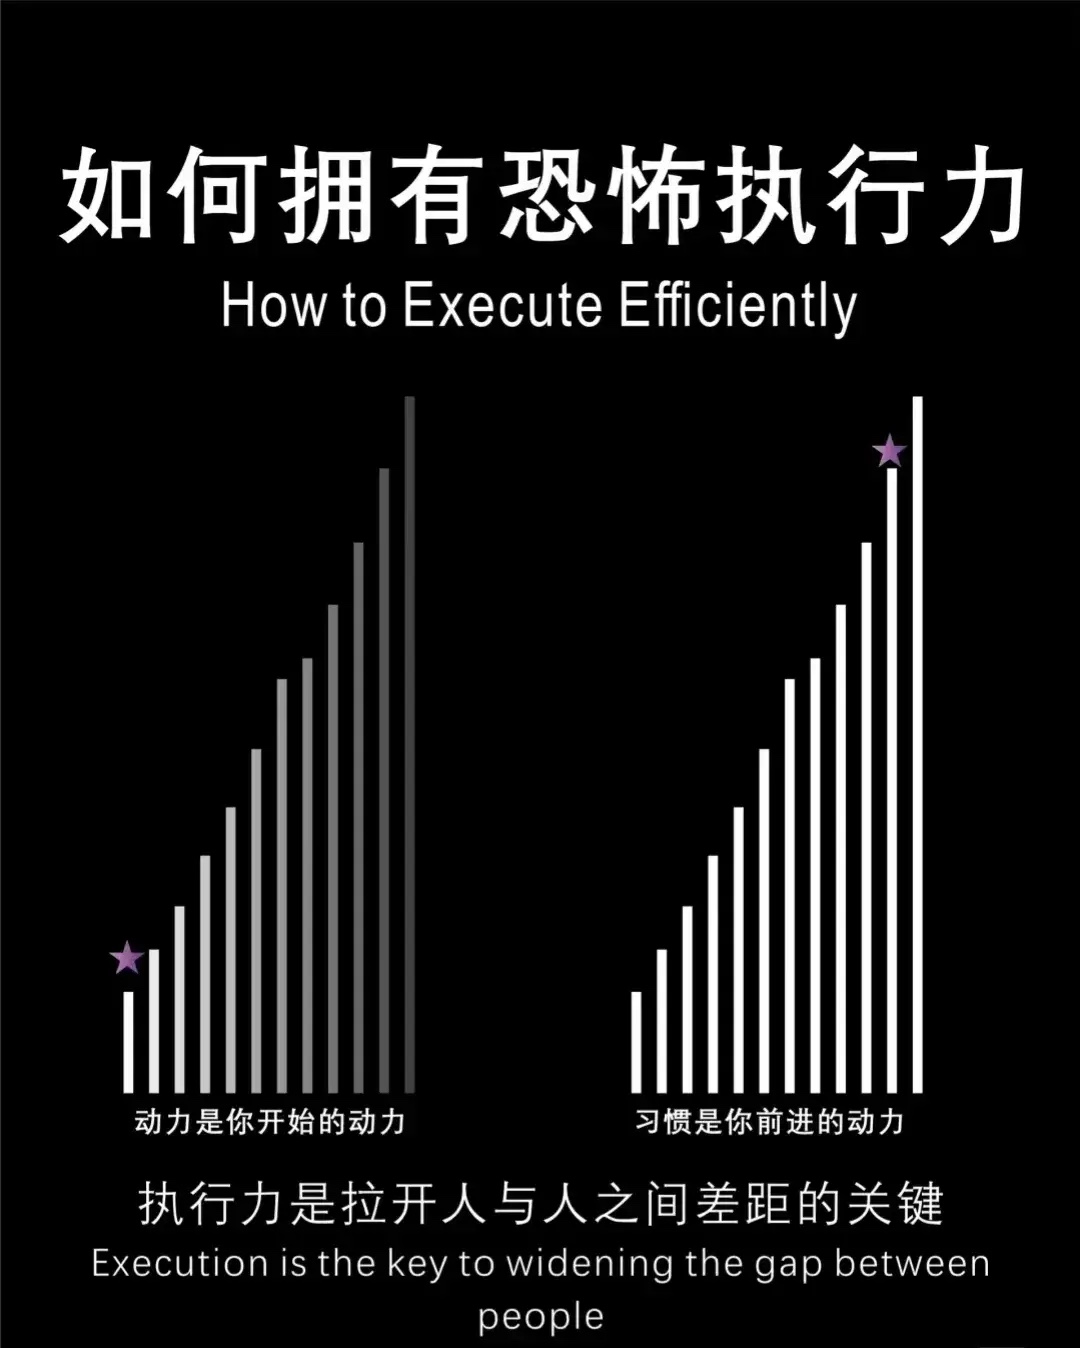 如何拥有恐怖执行力
How to Execute Efficiently
动力是你开始的动力
习惯是你前进的动力
执行力是拉开人与人之间差距的关键
Execution is the key to widening the gap between
people